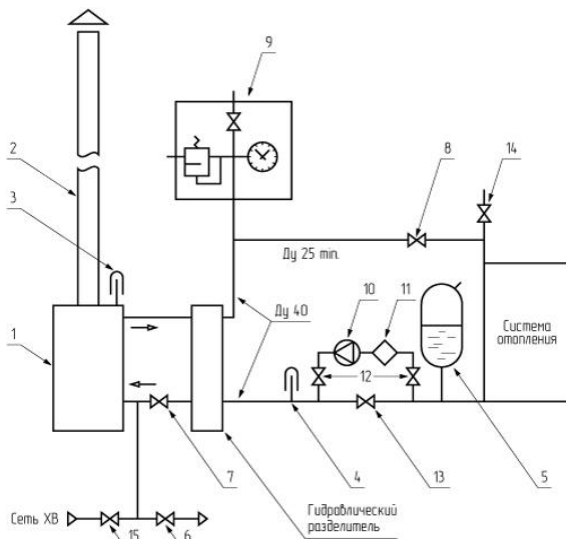 9
2
14
3
8
Ду 25 min.
10
11
Ду 40
Система
отопления
1
12
7
4
13
5
Гидравлический
разделитель
Сеть ХВ
15
6